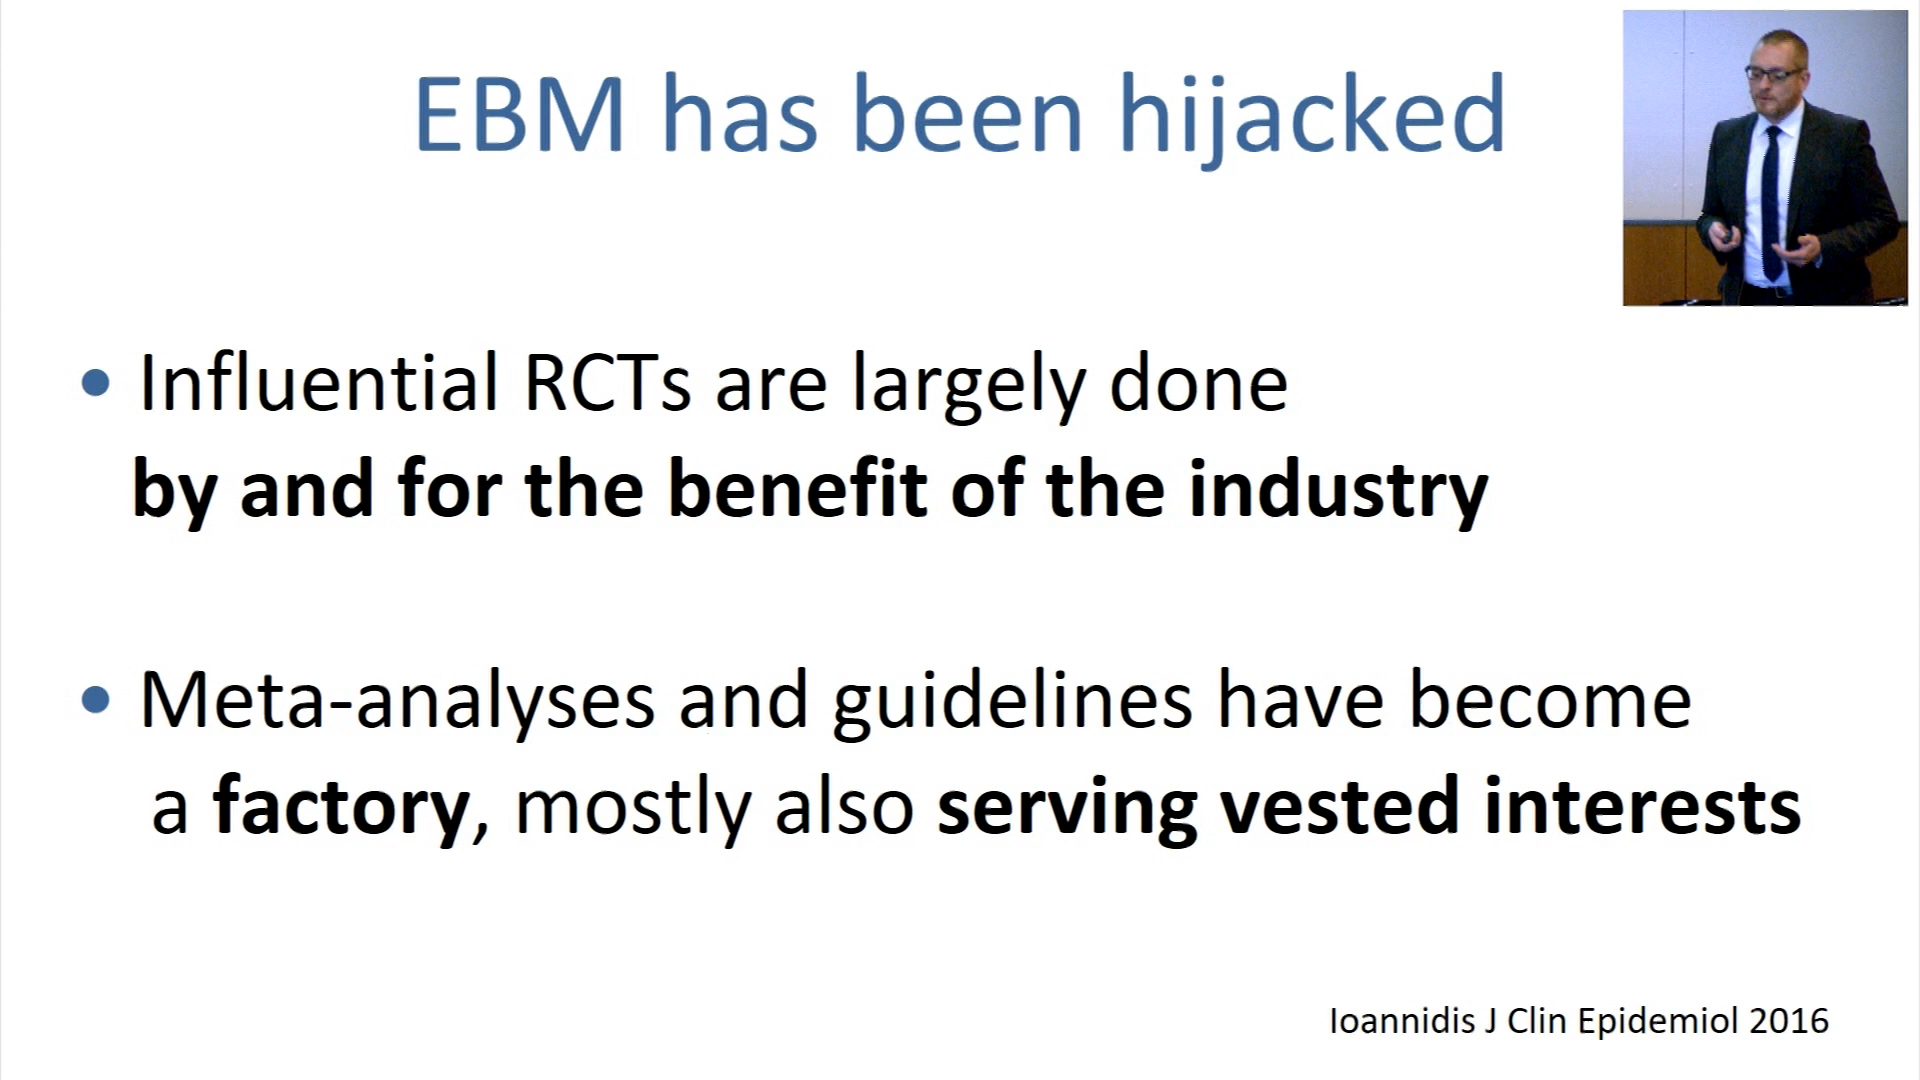 EBM has been hijacked
• Influential RCTs are largely done
by and for the benefit of the industry
• Meta-analyses and guidelines have become
a factory, mostly also serving vested interests
Ioannidis J Clin Epidemiol 2016